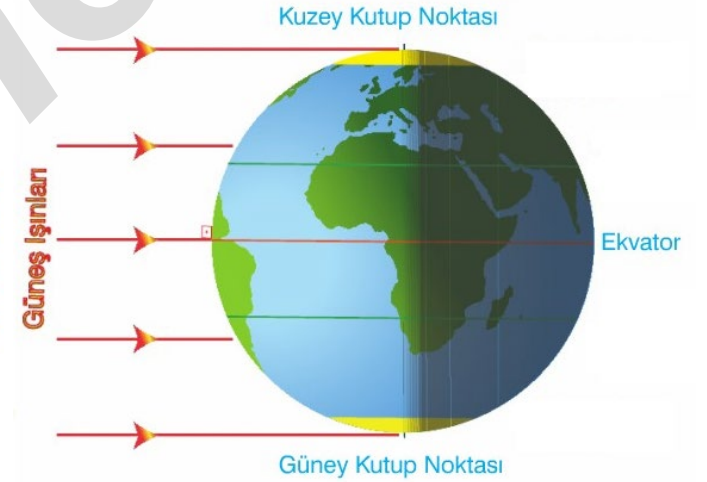 Kuzey Kutup Noktası
Güneş Işınları
Ekvator
Güney Kutup Noktası